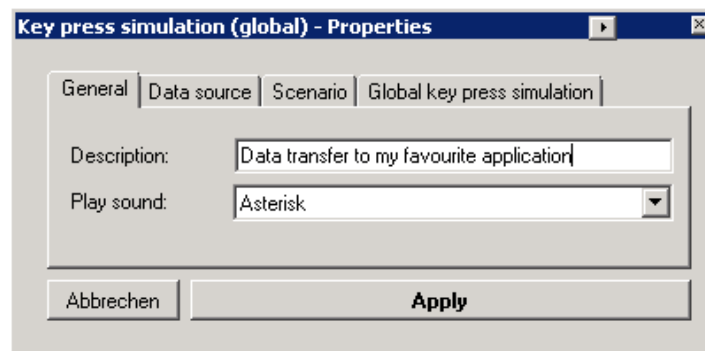 Key press simulation (global) - Properties
General Data source Scenario Global key press simulation
Description: Data transfer to my favourite application
Play sound: Asterisk
Abbrechen Apply